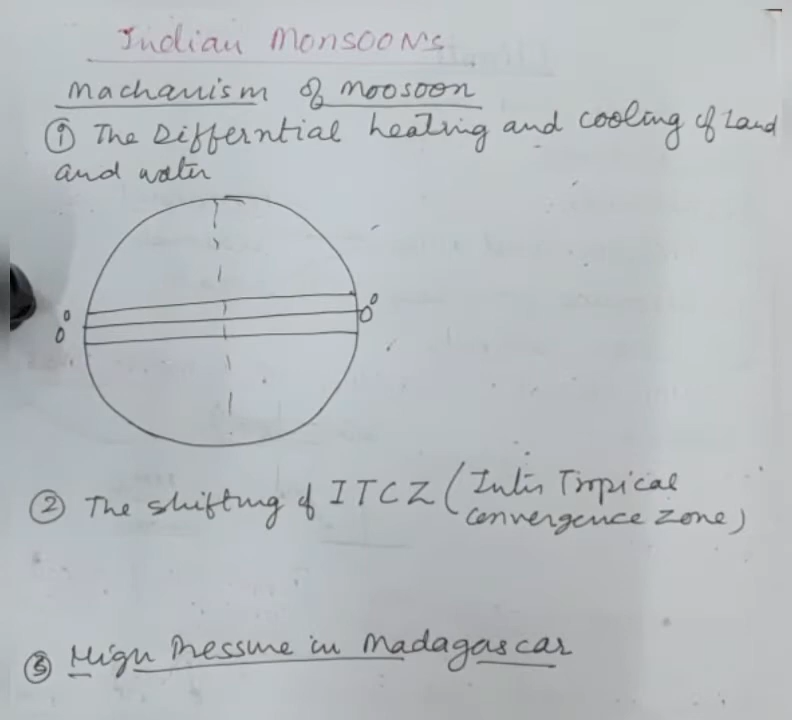 Indian Monsoons
Machanism of Moosoon
① The Differntial heating and cooling of Land
and water
0° 0°
② The shifting of ITCZ (Inter Tropical
convergence zone)
③ High Pressure in Madagascar